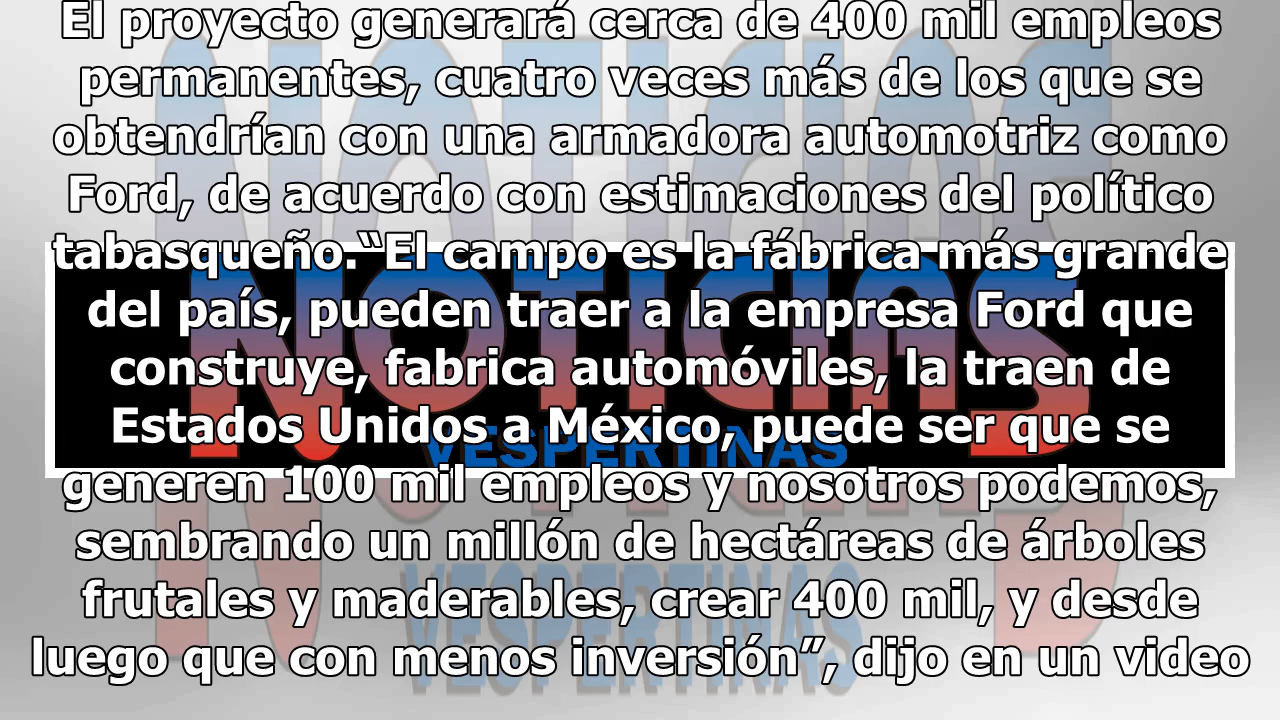 El proyecto generará cerca de 400 mil empleos
permanentes, cuatro veces más de los que se
obtendrían con una armadora automotriz como
Ford, de acuerdo con estimaciones del político
tabasqueño.“El campo es la fábrica más grande
del país, pueden traer a la empresa Ford que
construye, fabrica automóviles, la traen de
Estados Unidos a México, puede ser que se
generen 100 mil empleos y nosotros podemos,
sembrando un millón de hectáreas de árboles
frutales y maderables, crear 400 mil, y desde
luego que con menos inversión”, dijo en un video
NOTICIAS
VESPERTINAS
NOTICIAS
VESPERTINAS